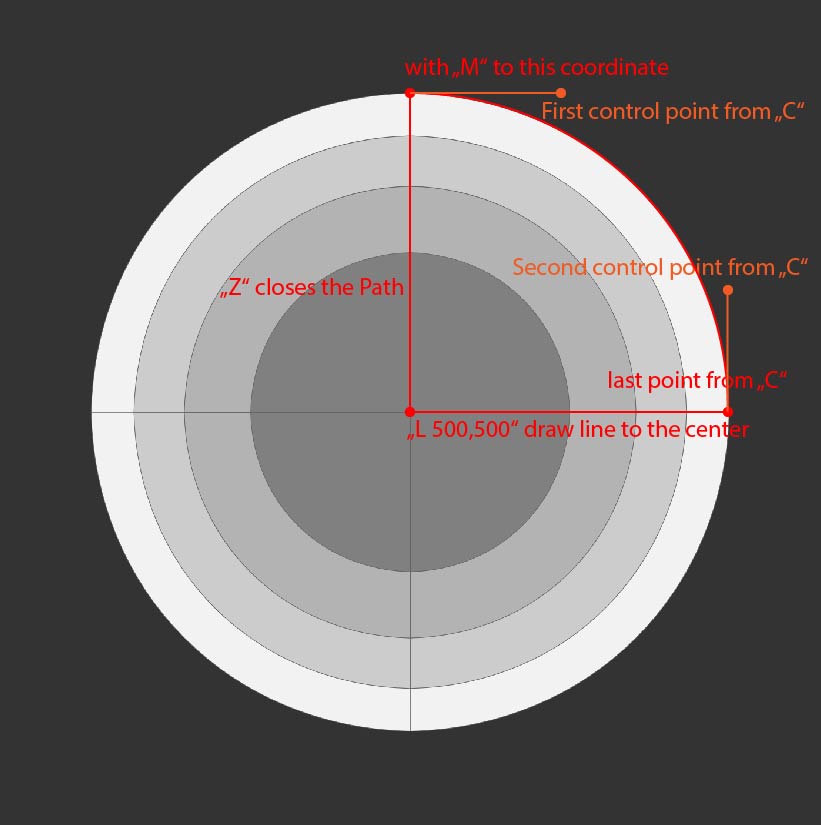 with „M“ to this coordinate
First control point from „C“
Second control point from „C“
„Z“ closes the Path
last point from „C“
„L 500,500“ draw line to the center